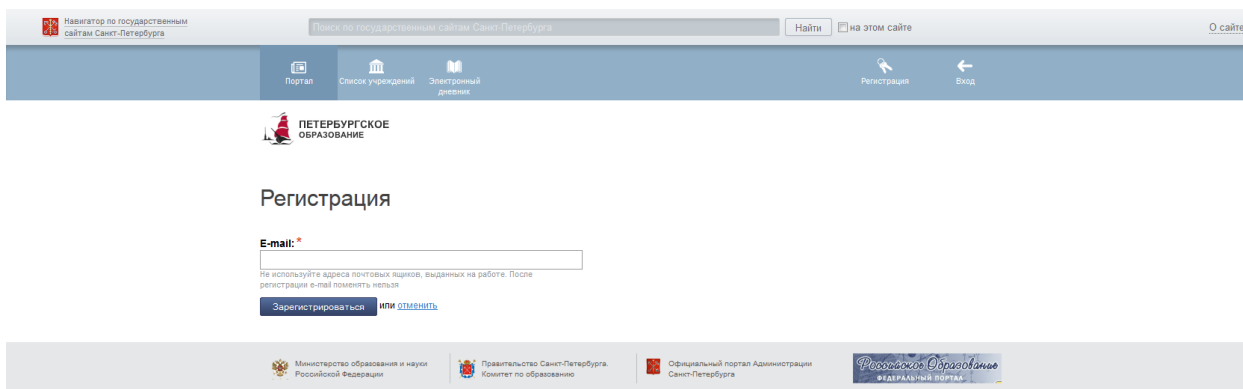 Навигатор по государственным
сайтам Санкт-Петербурга
Поиск по государственным сайтам Санкт-Петербурга
Найти
на этом сайте
О сайте
Портал
Список учреждений
Электронный
дневник
Регистрация
Вход
ПЕТЕРБУРГСКОЕ
ОБРАЗОВАНИЕ
Регистрация
E-mail: *
Не используйте адреса почтовых ящиков, выданных на работе. После
регистрации e-mail поменять нельзя
Зарегистрироваться или отменить
Министерство образования и науки
Российской Федерации
Правительство Санкт-Петербурга.
Комитет по образованию
Официальный портал Администрации
Санкт-Петербурга
Российское Образование
ФЕДЕРАЛЬНЫЙ ПОРТАЛ